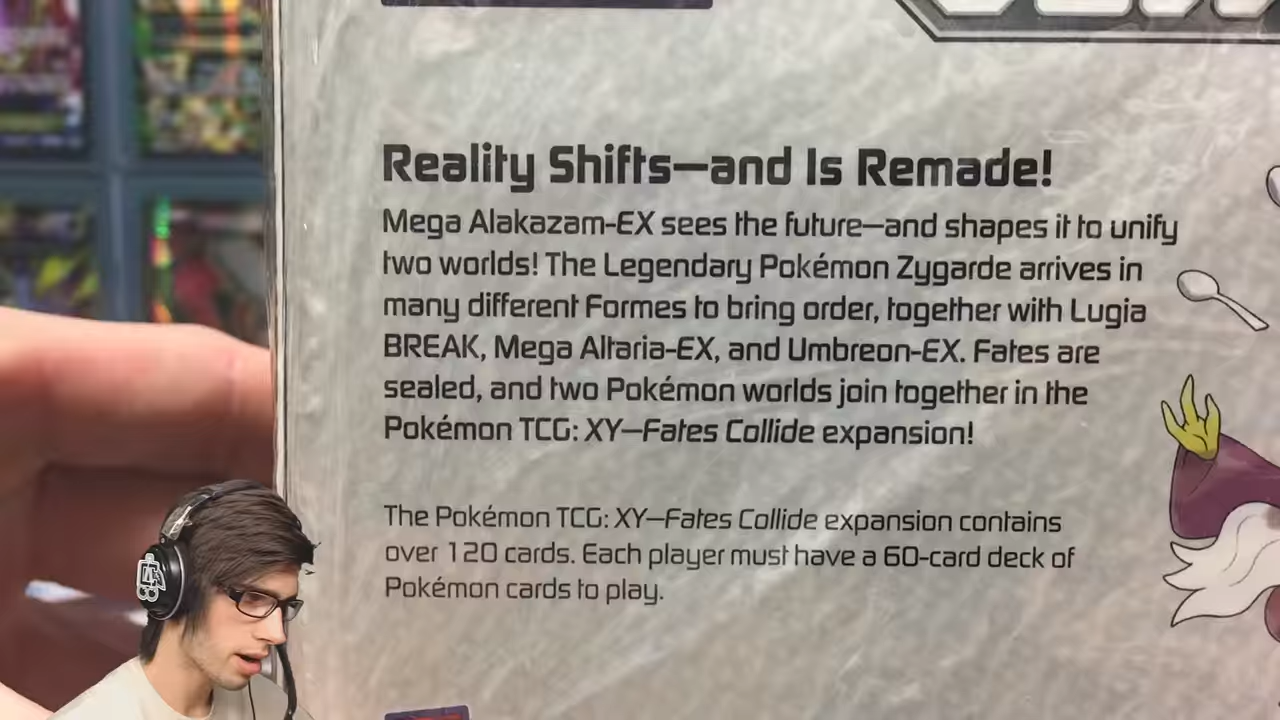 Reality Shifts—and Is Remade!
Mega Alakazam-EX sees the future—and shapes it to unify
two worlds! The Legendary Pokémon Zygarde arrives in
many different Formes to bring order, together with Lugia
BREAK, Mega Altaria-EX, and Umbreon-EX. Fates are
sealed, and two Pokémon worlds join together in the
Pokémon TCG: XY—Fates Collide expansion!
The Pokémon TCG: XY—Fates Collide expansion contains
over 120 cards. Each player must have a 60-card deck of
Pokémon cards to play.